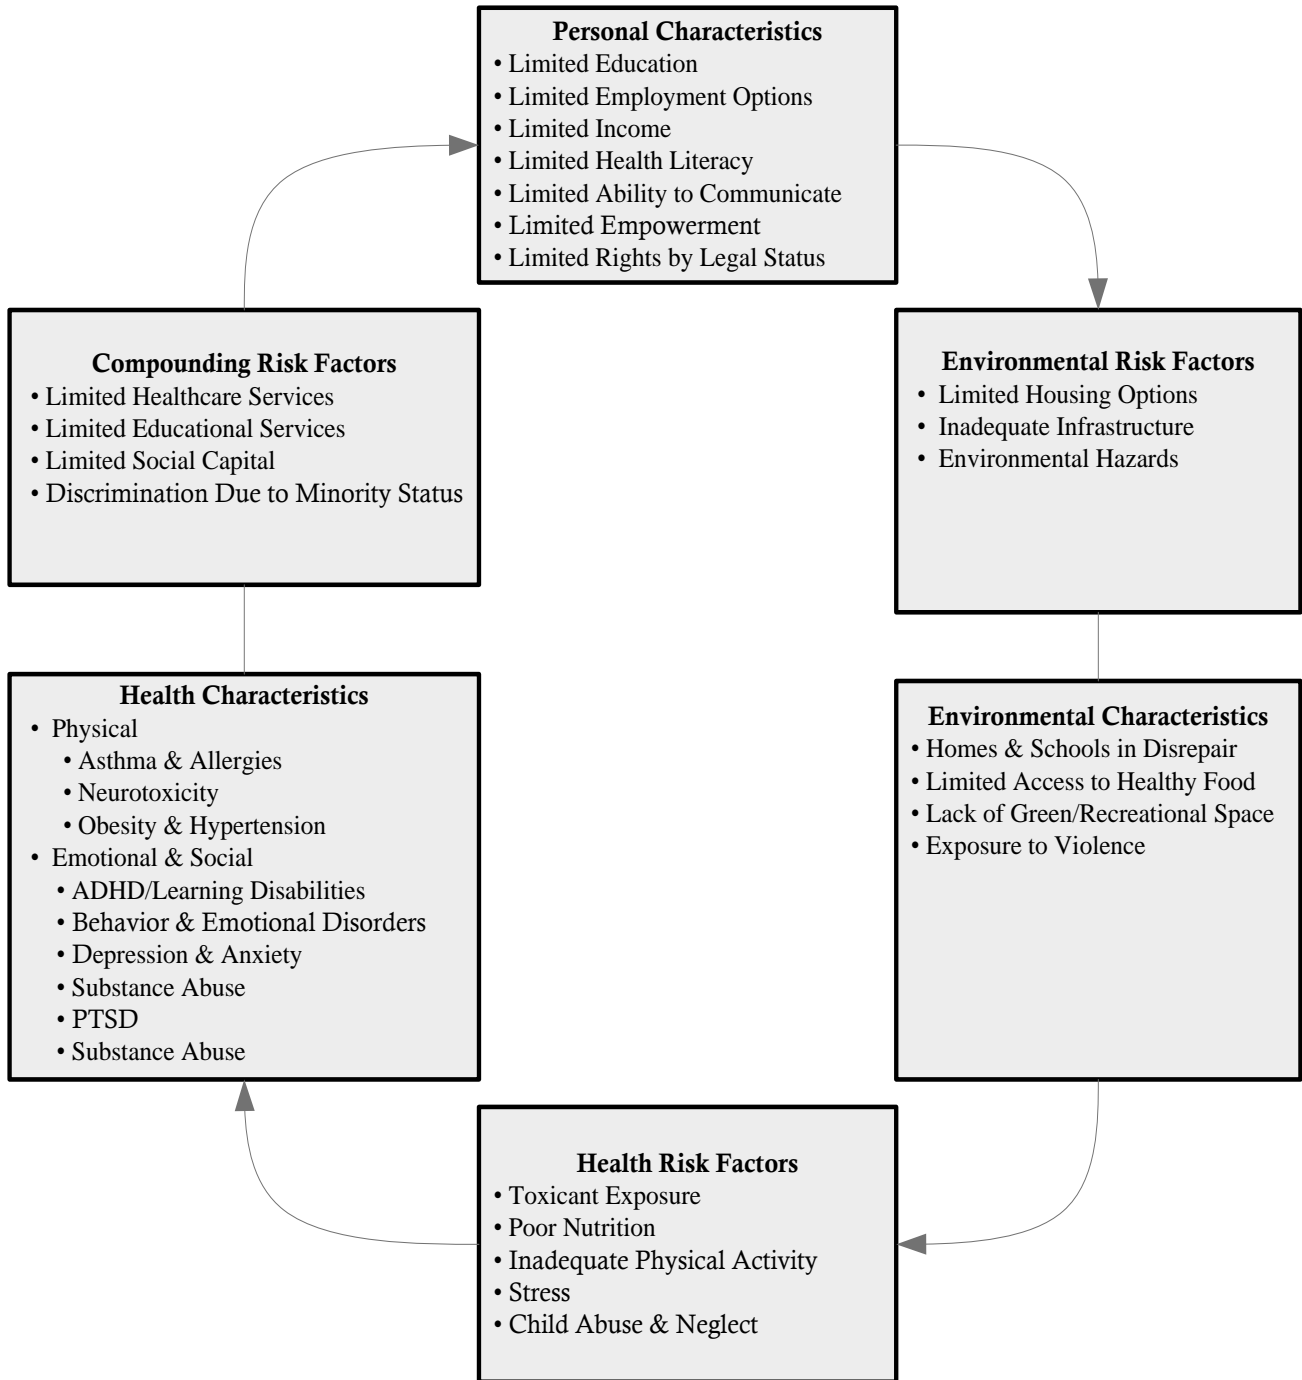 Personal Characteristics
• Limited Education
• Limited Employment Options
• Limited Income
• Limited Health Literacy
• Limited Ability to Communicate
• Limited Empowerment
• Limited Rights by Legal Status
Compounding Risk Factors
• Limited Healthcare Services
• Limited Educational Services
• Limited Social Capital
• Discrimination Due to Minority Status
Environmental Risk Factors
• Limited Housing Options
• Inadequate Infrastructure
• Environmental Hazards
Health Characteristics
• Physical
• Asthma & Allergies
• Neurotoxicity
• Obesity & Hypertension
• Emotional & Social
• ADHD/Learning Disabilities
• Behavior & Emotional Disorders
• Depression & Anxiety
• Substance Abuse
• PTSD
• Substance Abuse
Environmental Characteristics
• Homes & Schools in Disrepair
• Limited Access to Healthy Food
• Lack of Green/Recreational Space
• Exposure to Violence
Health Risk Factors
• Toxicant Exposure
• Poor Nutrition
• Inadequate Physical Activity
• Stress
• Child Abuse & Neglect